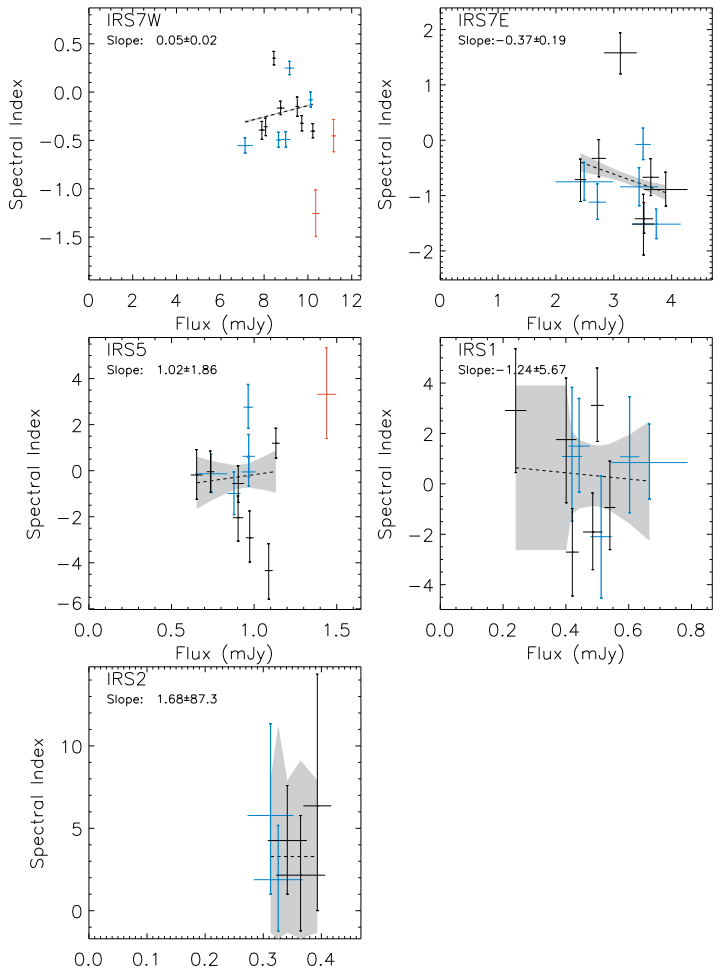 IRS7W
Slope: 0.05±0.02
Spectral Index
0.5
0.0
−0.5
−1.0
−1.5
0 2 4 6 8 10 12
Flux (mJy)
IRS7E
Slope:−0.37±0.19
Spectral Index
2
1
0
−1
−2
0 1 2 3 4
Flux (mJy)
IRS5
Slope: 1.02±1.86
Spectral Index
4
2
0
−2
−4
−6
0.0 0.5 1.0 1.5
Flux (mJy)
IRS1
Slope:−1.24±5.67
Spectral Index
4
2
0
−2
−4
0.0 0.2 0.4 0.6 0.8
Flux (mJy)
IRS2
Slope: 1.68±87.3
Spectral Index
10
5
0
0.0 0.1 0.2 0.3 0.4